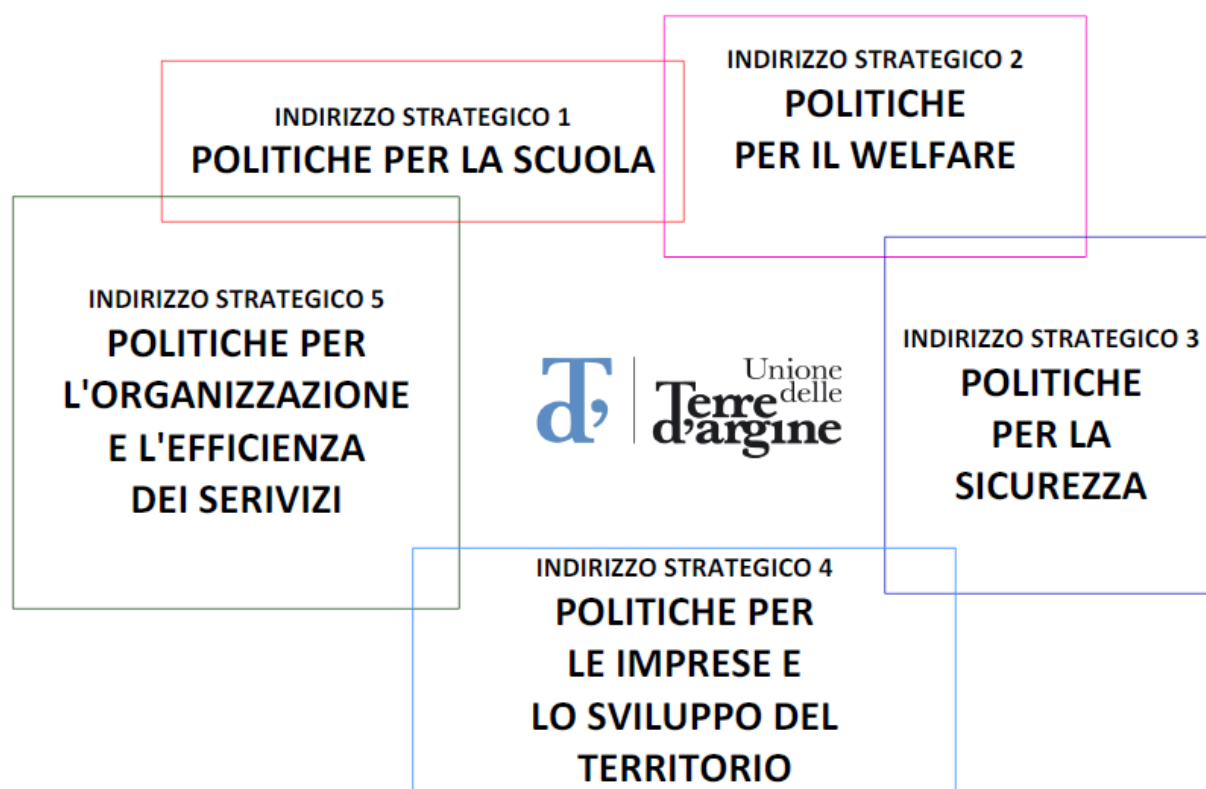 INDIRIZZO STRATEGICO 1
POLITICHE PER LA SCUOLA
INDIRIZZO STRATEGICO 2
POLITICHE
PER IL WELFARE
INDIRIZZO STRATEGICO 5
POLITICHE PER
L'ORGANIZZAZIONE
E L'EFFICIENZA
DEI SERIVIZI
Td'
Unione
delle
Terre
d'argine
INDIRIZZO STRATEGICO 3
POLITICHE
PER LA
SICUREZZA
INDIRIZZO STRATEGICO 4
POLITICHE PER
LE IMPRESE E
LO SVILUPPO DEL
TERRITORIO